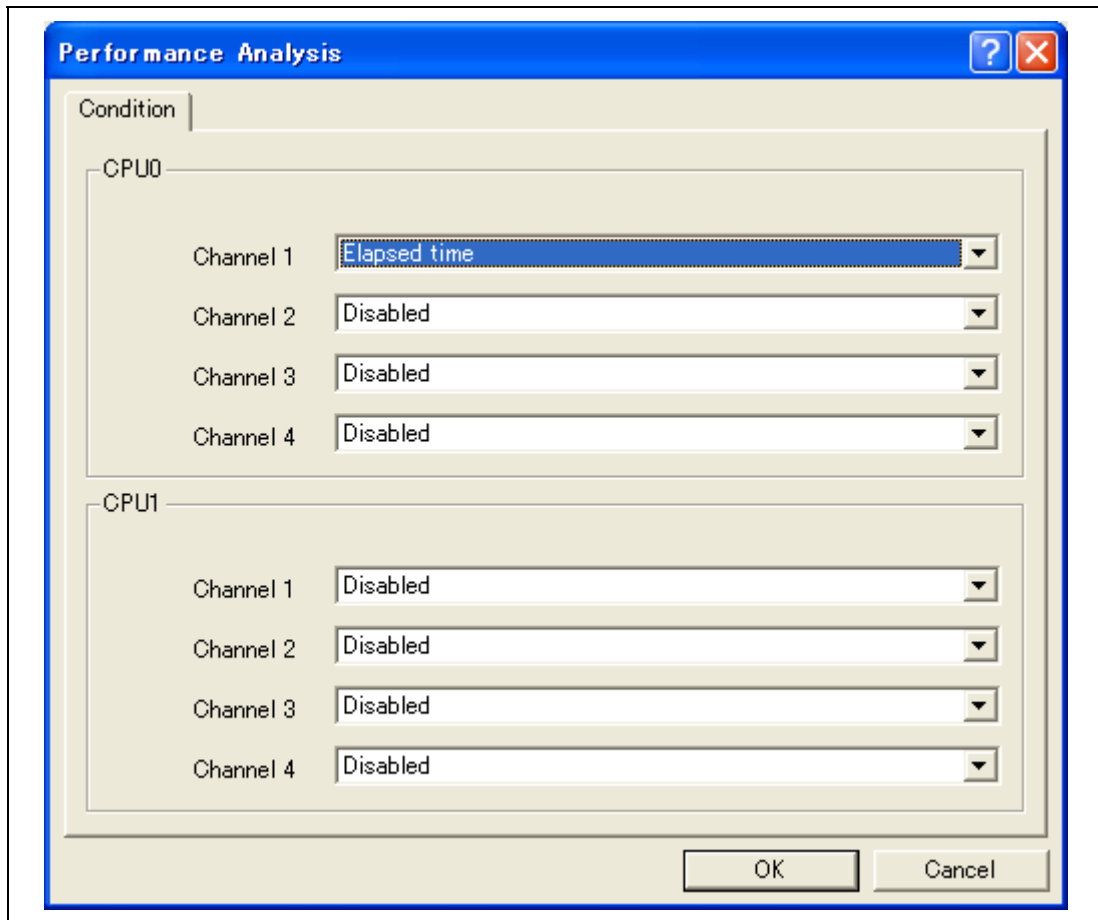 Performance Analysis
Condition
CPU0
Channel 1 Elapsed time
Channel 2 Disabled
Channel 3 Disabled
Channel 4 Disabled
CPU1
Channel 1 Disabled
Channel 2 Disabled
Channel 3 Disabled
Channel 4 Disabled
OK Cancel